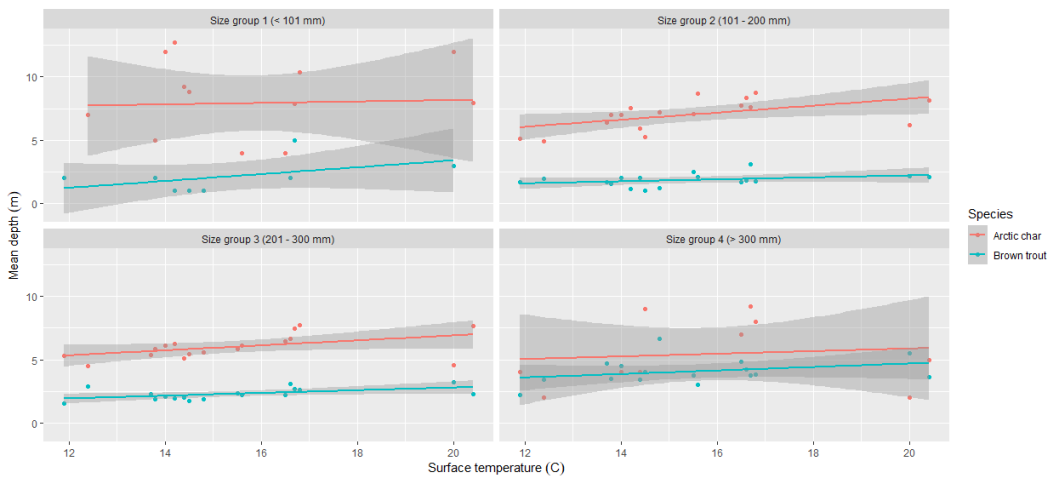 Size group 1 (< 101 mm)
Size group 2 (101 - 200 mm)
10
5
0
Size group 3 (201 - 300 mm)
Size group 4 (> 300 mm)
10
5
0
12
14
16
18
20
12
14
16
18
20
Surface temperature (C)
Mean depth (m)
Species
Arctic char
Brown trout